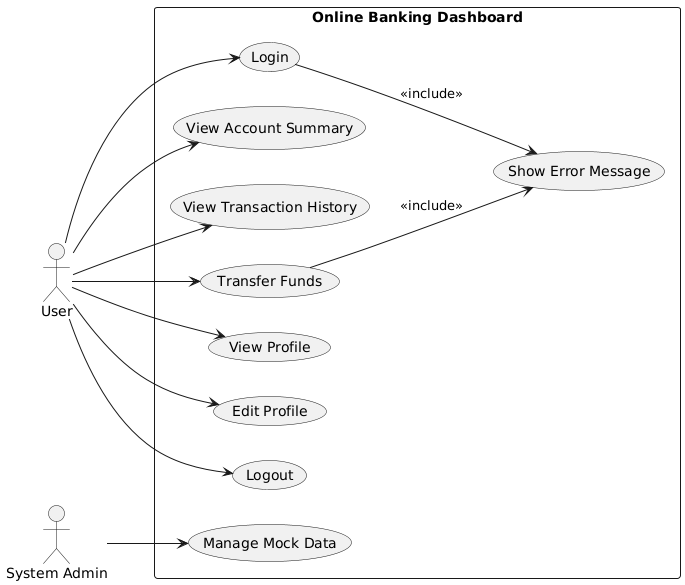 Online Banking Dashboard
Login
«include»
View Account Summary
Show Error Message
View Transaction History
«include»
Transfer Funds
User
View Profile
Edit Profile
Logout
Manage Mock Data
System Admin